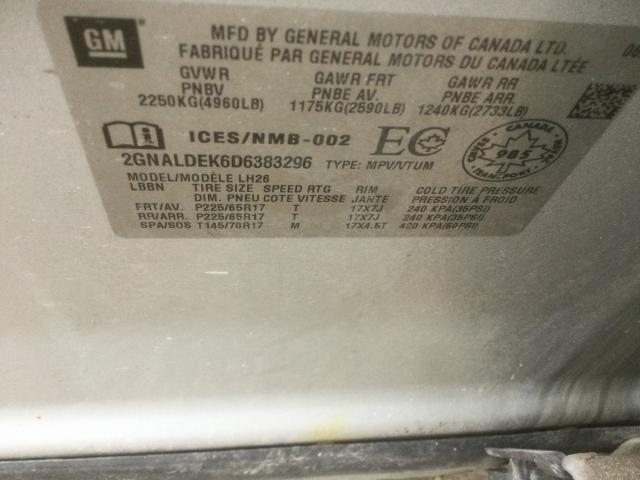 GM
MFD BY GENERAL MOTORS OF CANADA LTD.
FABRIQUÉ PAR GENERAL MOTORS DU CANADA LTÉE
GVWR GAWR FRT GAWR RR
PNBV PNBE AV. PNBE ARR.
2250KG(4960LB) 1175KG(2590LB) 1240KG(2733LB)
ICES/NMB-002 EC
CANADA
985
TRANSPORT
2GNALDEK6D6383296 TYPE: MPV/VTUM
MODEL/MODÈLE LH26
LBBN TIRE SIZE SPEED RTG RIM COLD TIRE PRESSURE
DIM. PNEU COTE VITESSE JANTE PRESSION À FROID
FRT/AV. P225/65R17 T 17X7J 240 KPA(35PSI)
RR/ARR. P225/65R17 T 17X7J 240 KPA(35PSI)
SPA/SOS T145/70R17 M 17X4.5T 420 KPA(60PSI)